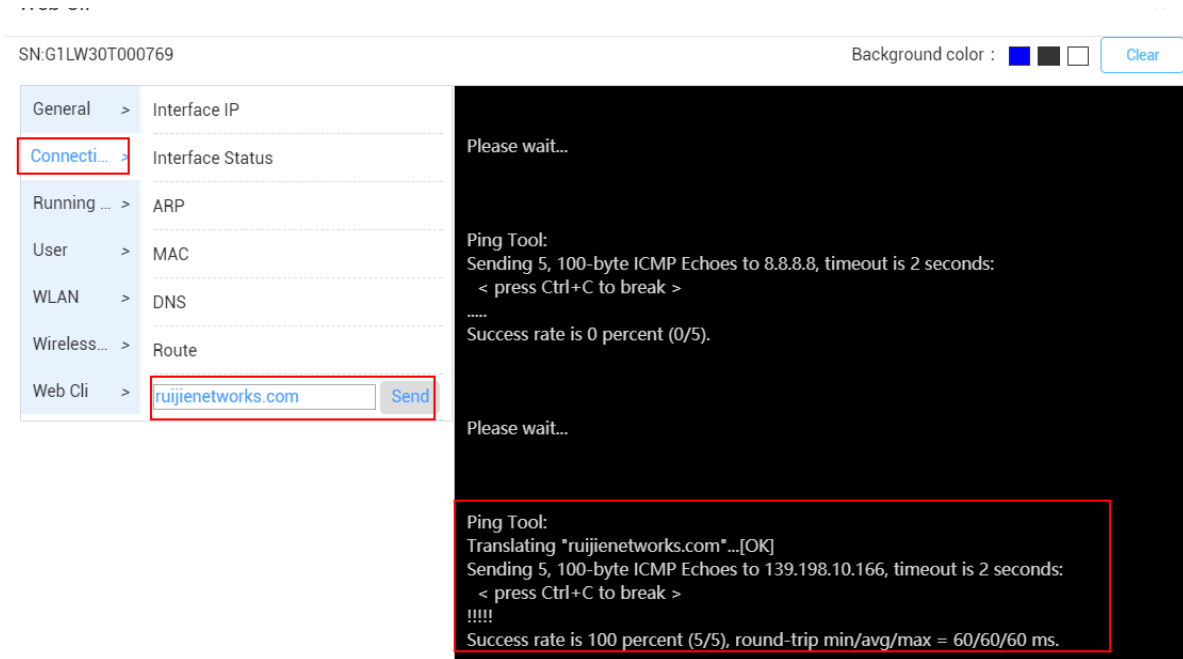 SN:G1LW30T000769
Background color : Clear
General >
Connecti... >
Running ... >
User >
WLAN >
Wireless... >
Web Cli >
Interface IP
Interface Status
ARP
MAC
DNS
Route
ruijienetworks.com Send
Please wait...
Ping Tool:
Sending 5, 100-byte ICMP Echoes to 8.8.8.8, timeout is 2 seconds:
< press Ctrl+C to break >
.....
Success rate is 0 percent (0/5).
Please wait...
Ping Tool:
Translating "ruijienetworks.com"...[OK]
Sending 5, 100-byte ICMP Echoes to 139.198.10.166, timeout is 2 seconds:
< press Ctrl+C to break >
!!!!!
Success rate is 100 percent (5/5), round-trip min/avg/max = 60/60/60 ms.